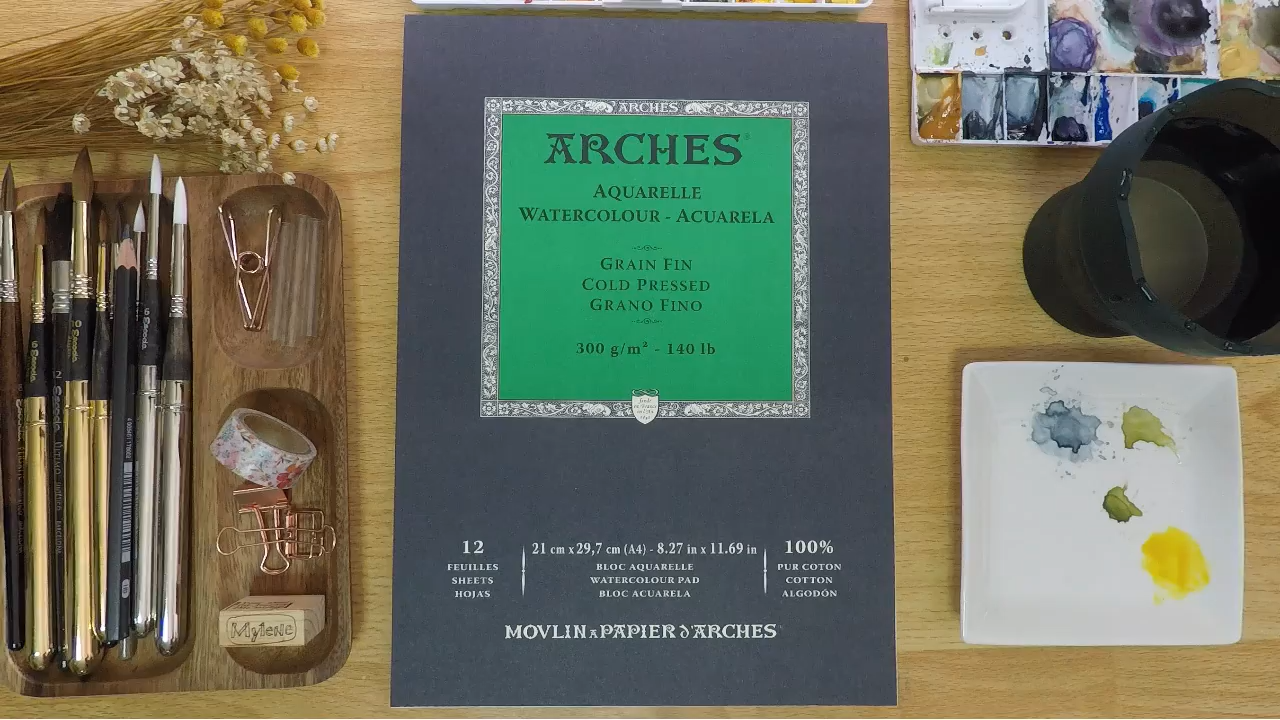 ARCHES
ARCHES®
AQUARELLE
WATERCOLOUR - ACUARELA
GRAIN FIN
COLD PRESSED
GRANO FINO
300 g/m² - 140 lb
12
FEUILLES
SHEETS
HOJAS
21 cm x 29,7 cm (A4) - 8.27 in x 11.69 in
BLOC AQUARELLE
WATERCOLOUR PAD
BLOC ACUARELA
100%
PUR COTON
COTTON
ALGODÓN
MOVLIN À PAPIER d'ARCHES
Mylene